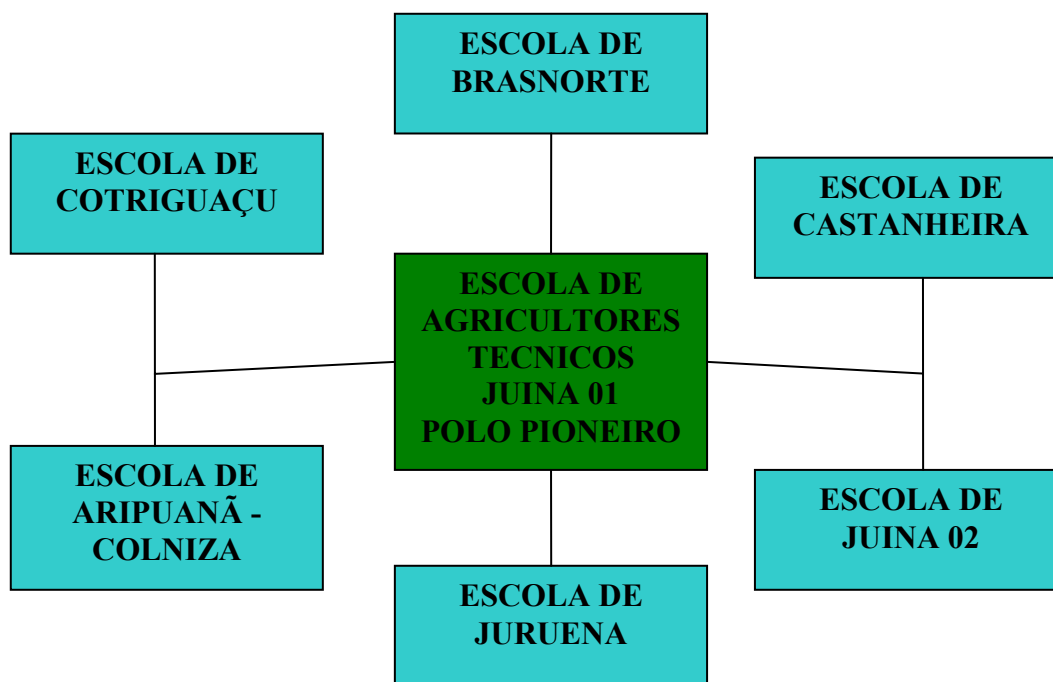 ESCOLA DE
BRASNORTE
ESCOLA DE
COTRIGUAÇU
ESCOLA DE
CASTANHEIRA
ESCOLA DE
AGRICULTORES
TECNICOS
JUINA 01
POLO PIONEIRO
ESCOLA DE
ARIPUANÃ -
COLNIZA
ESCOLA DE
JUINA 02
ESCOLA DE
JURUENA